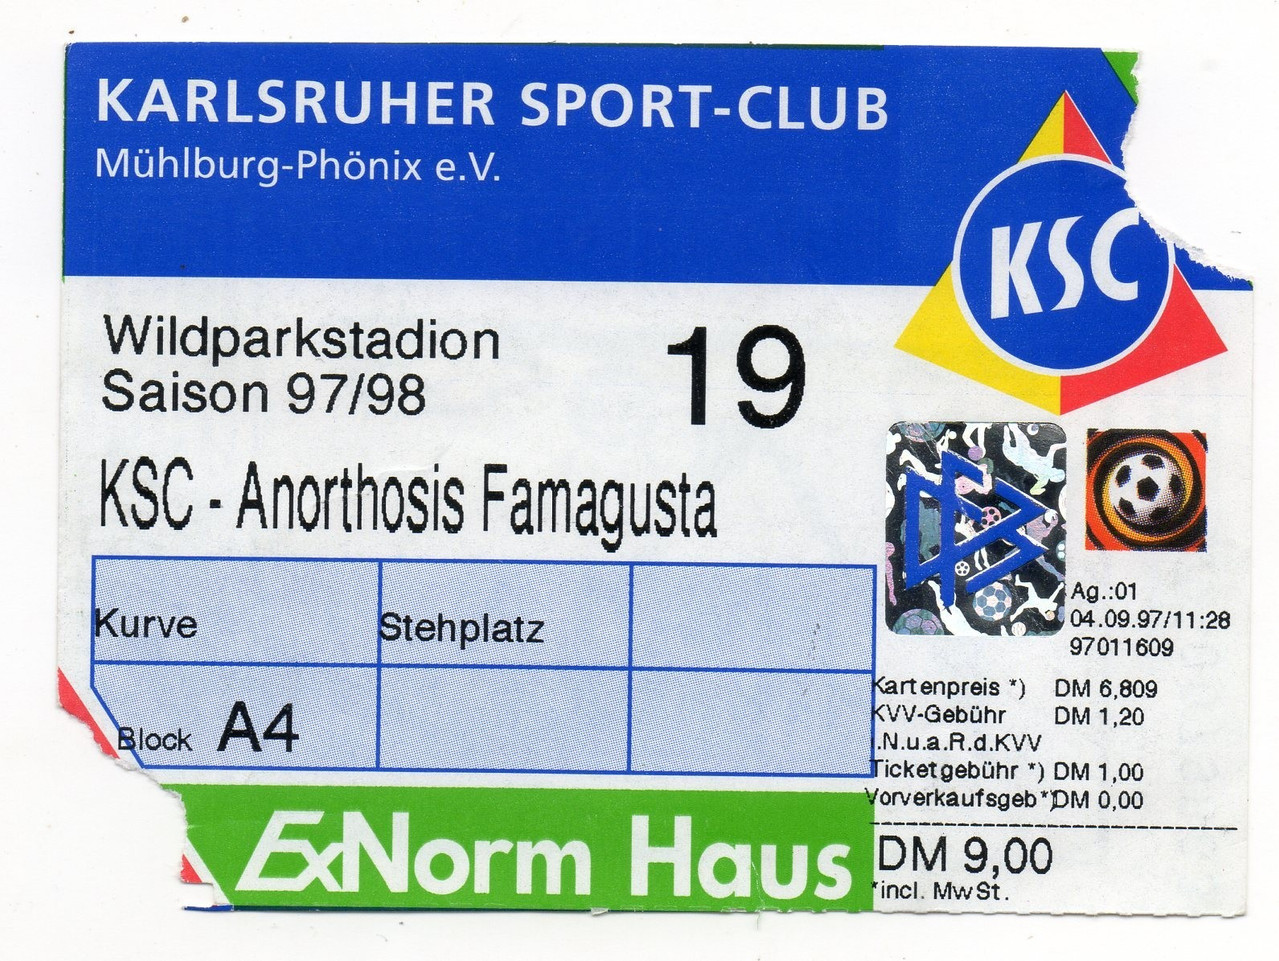 KARLSRUHER SPORT-CLUB
Mühlburg-Phönix e.V.
KSC
Wildparkstadion
Saison 97/98
19
KSC - Anorthosis Famagusta
Kurve
Stehplatz
Block A4
Ag.:01
04.09.97/11:28
97011609
Kartenpreis *) DM 6,809
KVV-Gebühr DM 1,20
i.N.u.a.R.d.KVV
Ticketgebühr *) DM 1,00
Vorverkaufsgeb*) DM 0,00
DM 9,00
*incl. MwSt.
ExNorm Haus